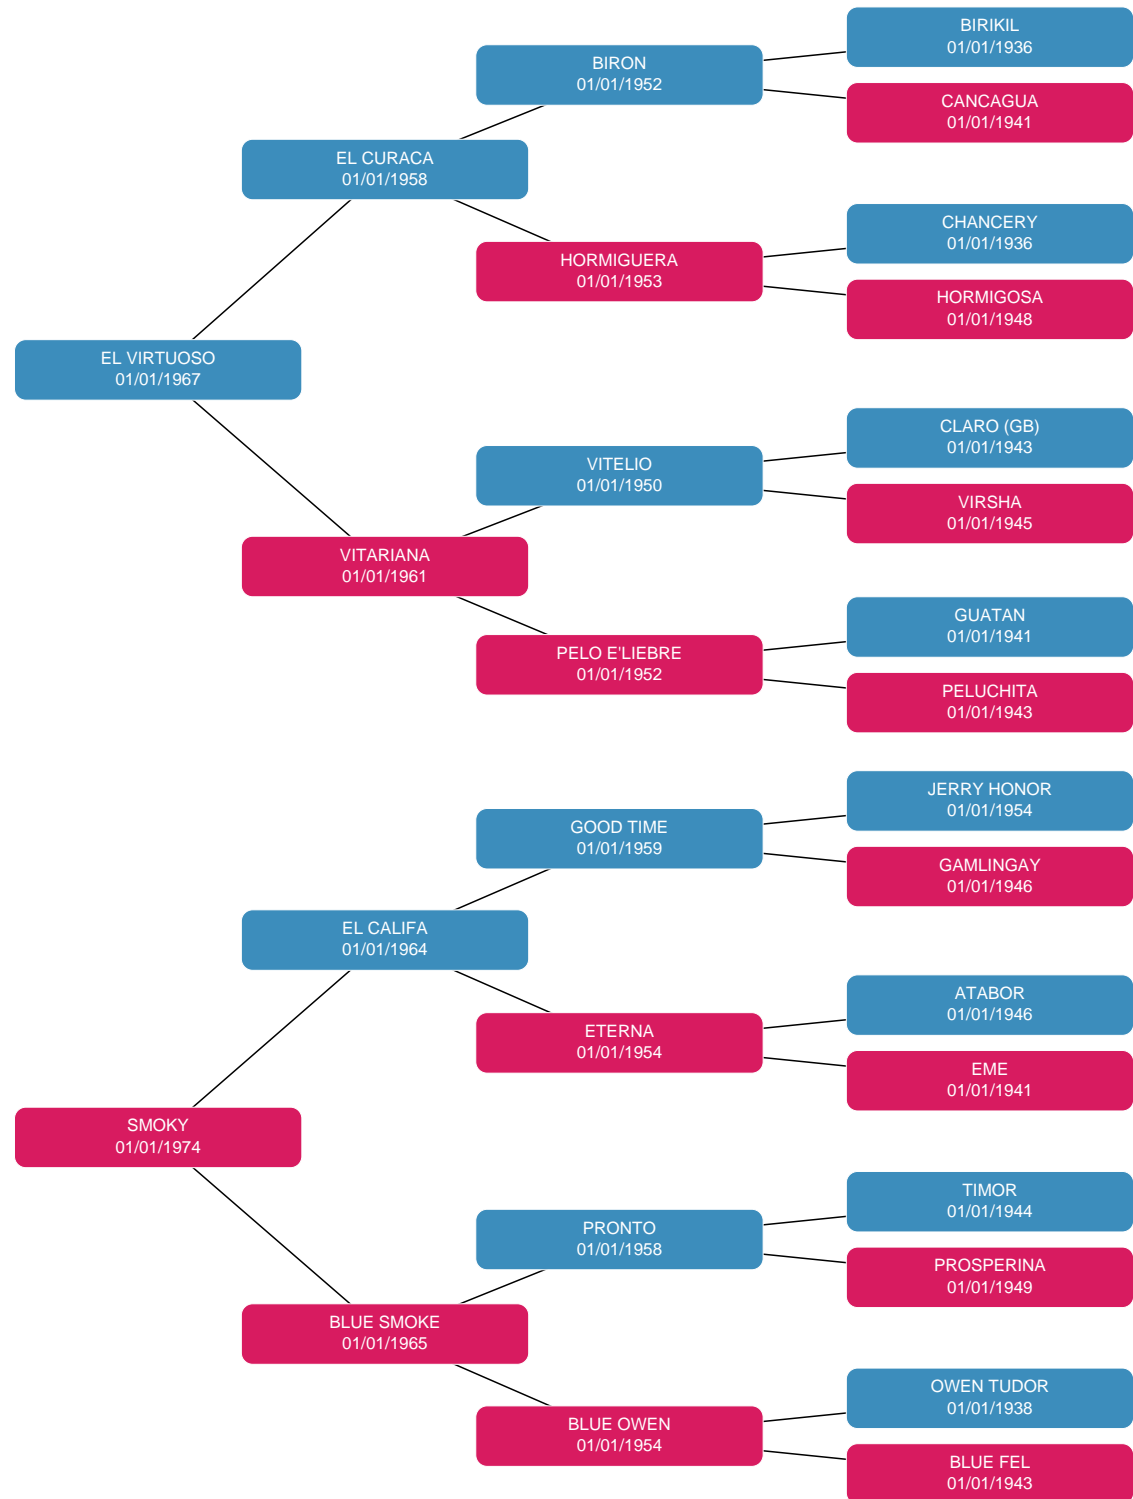 BIRIKIL
01/01/1936
BIRON
01/01/1952
CANCAGUA
01/01/1941
EL CURACA
01/01/1958
CHANCERY
01/01/1936
HORMIGUERA
01/01/1953
HORMIGOSA
01/01/1948
EL VIRTUOSO
01/01/1967
CLARO (GB)
01/01/1943
VITELIO
01/01/1950
VIRSHA
01/01/1945
VITARIANA
01/01/1961
GUATAN
01/01/1941
PELO E'LIEBRE
01/01/1952
PELUCHITA
01/01/1943
JERRY HONOR
01/01/1954
GOOD TIME
01/01/1959
GAMLINGAY
01/01/1946
EL CALIFA
01/01/1964
ATABOR
01/01/1946
ETERNA
01/01/1954
EME
01/01/1941
SMOKY
01/01/1974
TIMOR
01/01/1944
PRONTO
01/01/1958
PROSPERINA
01/01/1949
BLUE SMOKE
01/01/1965
OWEN TUDOR
01/01/1938
BLUE OWEN
01/01/1954
BLUE FEL
01/01/1943